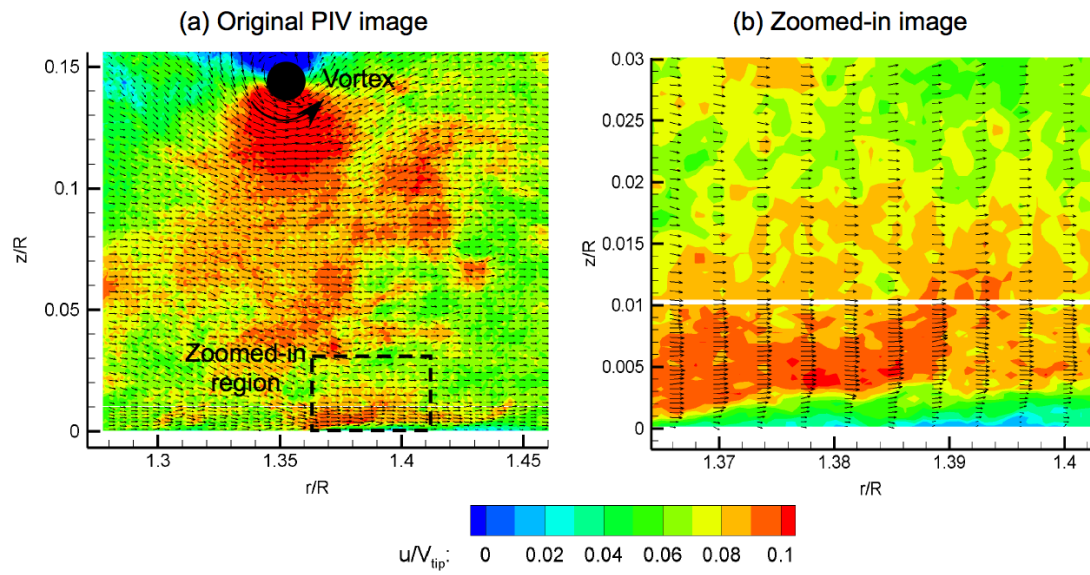 (a) Original PIV image
(b) Zoomed-in image
Vortex
Zoomed-in
region
z/R
0.15
0.1
0.05
0
1.3
1.35
1.4
1.45
r/R
z/R
0.03
0.025
0.02
0.015
0.01
0.005
0
1.37
1.38
1.39
1.4
r/R
u/V_tip:
0 0.02 0.04 0.06 0.08 0.1